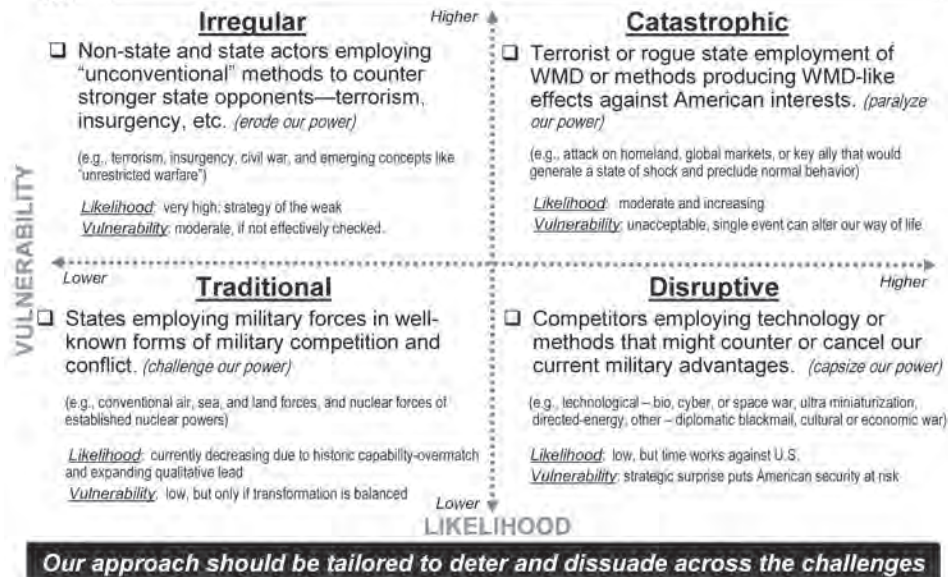 Higher
Irregular
❑ Non-state and state actors employing
“unconventional” methods to counter
stronger state opponents—terrorism,
insurgency, etc. (erode our power)
(e.g., terrorism, insurgency, civil war, and emerging concepts like
“unrestricted warfare”)
Likelihood: very high; strategy of the weak
Vulnerability: moderate, if not effectively checked.
Catastrophic
❑ Terrorist or rogue state employment of
WMD or methods producing WMD-like
effects against American interests. (paralyze
our power)
(e.g., attack on homeland, global markets, or key ally that would
generate a state of shock and preclude normal behavior)
Likelihood: moderate and increasing
Vulnerability: unacceptable, single event can alter our way of life
VULNERABILITY
Lower
Higher
Traditional
❑ States employing military forces in well-
known forms of military competition and
conflict. (challenge our power)
(e.g., conventional air, sea, and land forces, and nuclear forces of
established nuclear powers)
Likelihood: currently decreasing due to historic capability-overmatch
and expanding qualitative lead
Vulnerability: low, but only if transformation is balanced
Disruptive
❑ Competitors employing technology or
methods that might counter or cancel our
current military advantages. (capsize our power)
(e.g., technological – bio, cyber, or space war, ultra miniaturization,
directed-energy, other – diplomatic blackmail, cultural or economic war)
Likelihood: low, but time works against U.S.
Vulnerability: strategic surprise puts American security at risk
Lower
LIKELIHOOD
Our approach should be tailored to deter and dissuade across the challenges